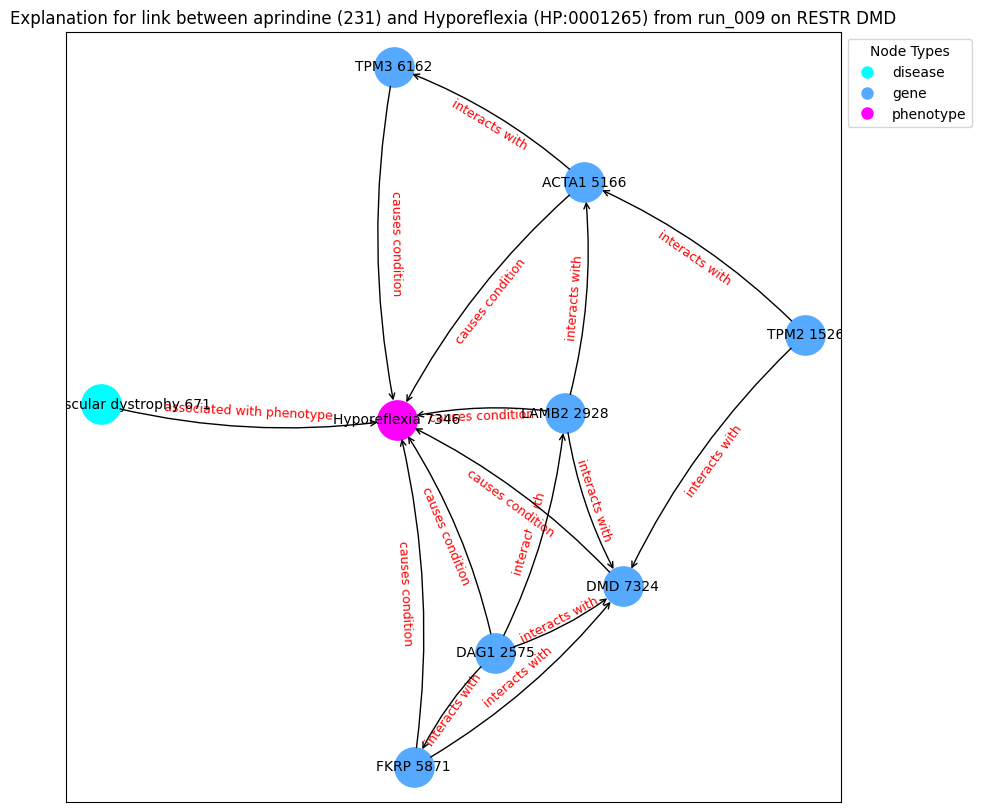 Explanation for link between aprindine (231) and Hyporeflexia (HP:0001265) from run_009 on RESTR DMD
Node Types
disease
gene
phenotype
TPM3 6162
interacts with
ACTA1 5166
causes condition
interacts with
causes condition
interacts with
TPM2 1526
scular dystrophy 671
associated with phenotype
Hyporeflexia 7346
causes condition
AMB2 2928
interacts with
causes condition
causes condition
interacts with
interact th
causes condition
DMD 7324
interacts with
DAG1 2575
interacts with
interacts with
FKRP 5871